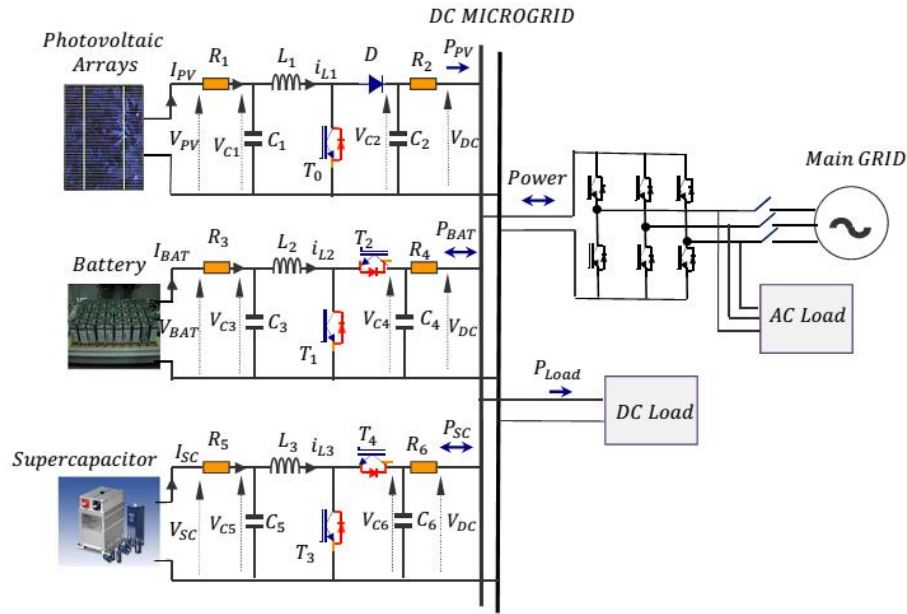 DC MICROGRID
Photovoltaic
Arrays
I_PV R_1 L_1 i_L1 D R_2 P_PV
V_PV V_C1 C_1 T_0 V_C2 C_2 V_DC
Power
Main GRID
Battery
I_BAT R_3 L_2 i_L2 T_2 R_4 P_BAT
V_BAT V_C3 C_3 T_1 V_C4 C_4 V_DC
AC Load
P_Load
DC Load
Supercapacitor
I_SC R_5 L_3 i_L3 T_4 R_6 P_SC
V_SC V_C5 C_5 T_3 V_C6 C_6 V_DC